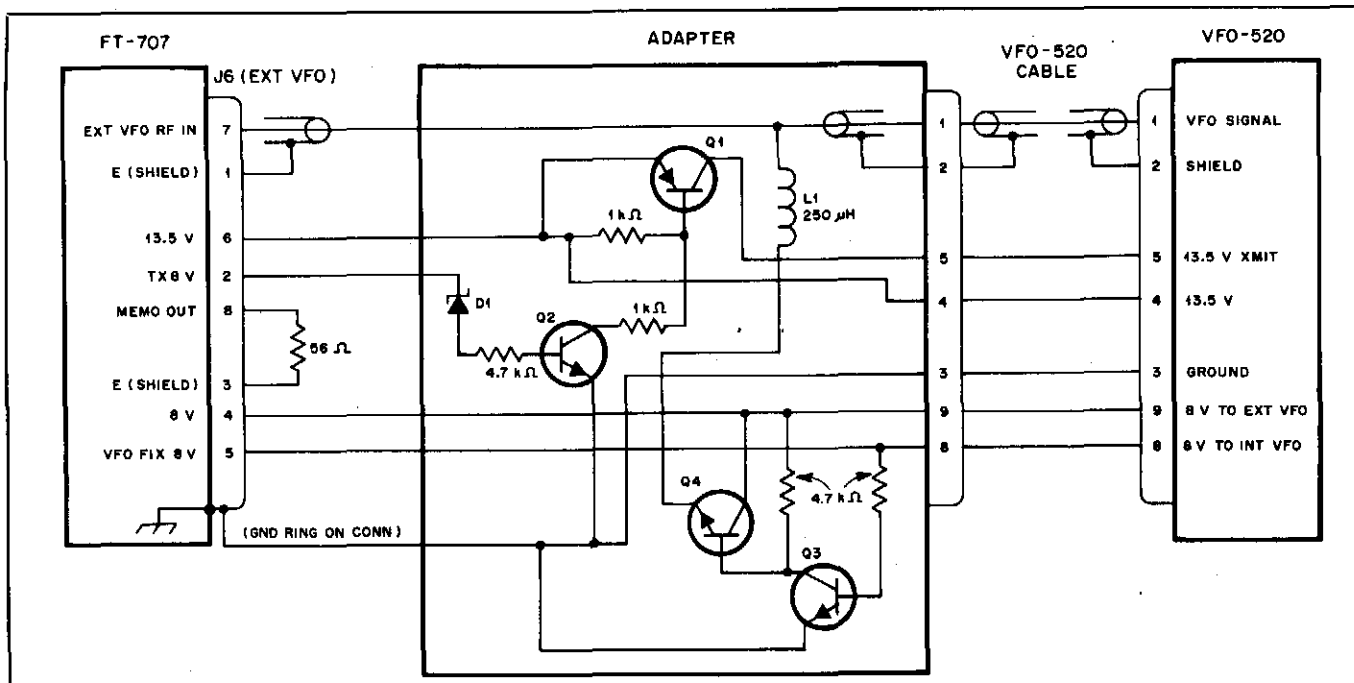 FT-707
J6 (EXT VFO)
EXT VFO RF IN 7
E (SHIELD) 1
13.5 V 6
TX 8 V 2
MEMO OUT 8
56 Ω
E (SHIELD) 3
8 V 4
VFO FIX 8 V 5
(GND RING ON CONN)
ADAPTER
Q1
1 kΩ
L1
250 μH
D1
Q2
1 kΩ
4.7 kΩ
Q4
4.7 kΩ
Q3
1
2
5
4
3
9
8
VFO-520
CABLE
VFO-520
1 VFO SIGNAL
2 SHIELD
5 13.5 V XMIT
4 13.5 V
3 GROUND
9 8 V TO EXT VFO
8 8 V TO INT VFO